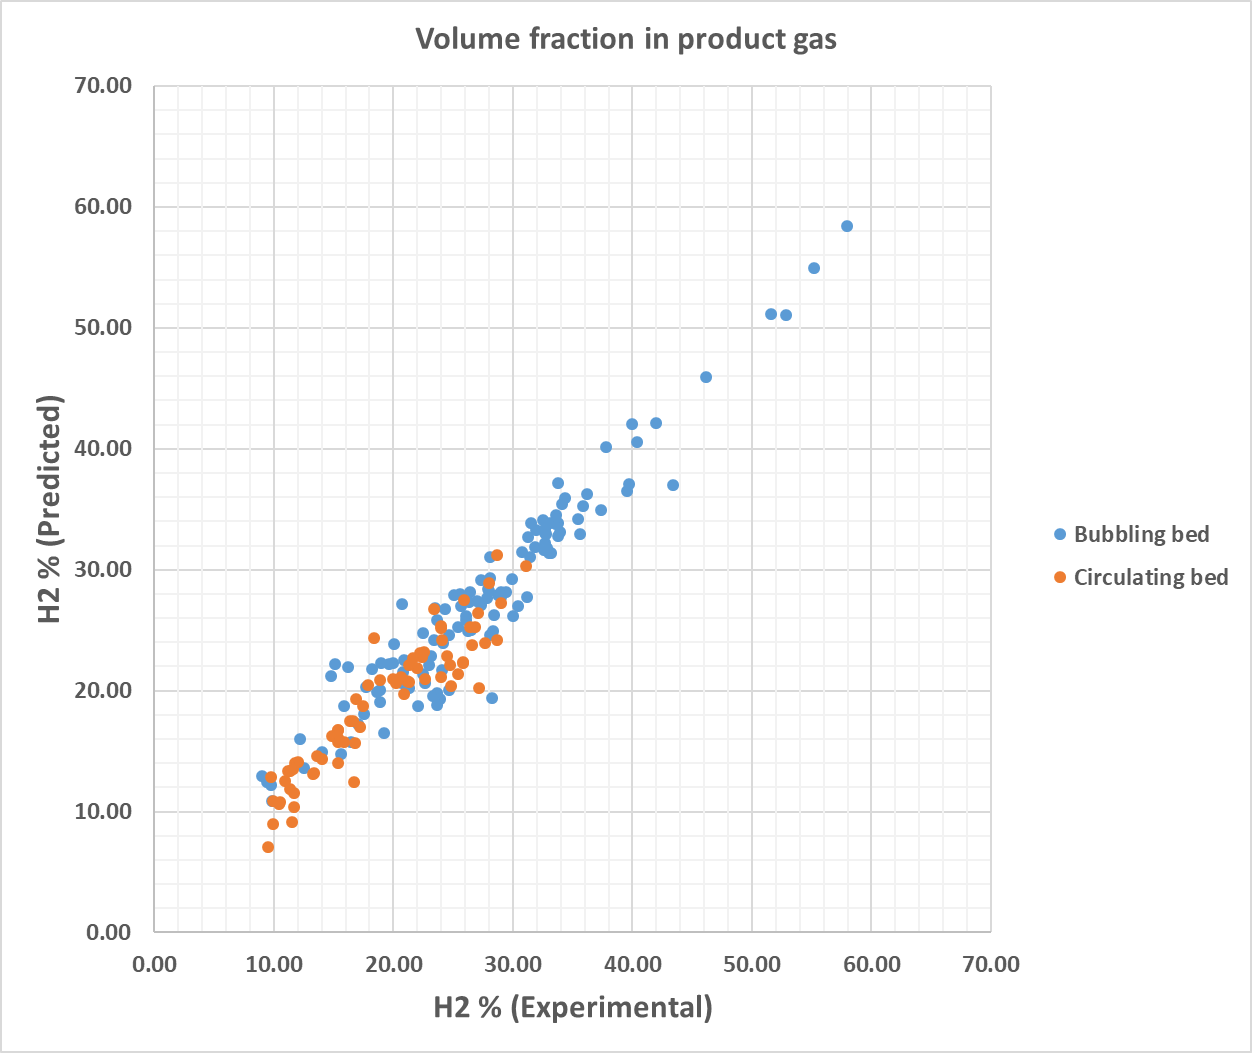 Volume fraction in product gas
70.00
60.00
50.00
40.00
30.00
20.00
10.00
0.00
H2 % (Predicted)
0.00 10.00 20.00 30.00 40.00 50.00 60.00 70.00
H2 % (Experimental)
Bubbling bed
Circulating bed